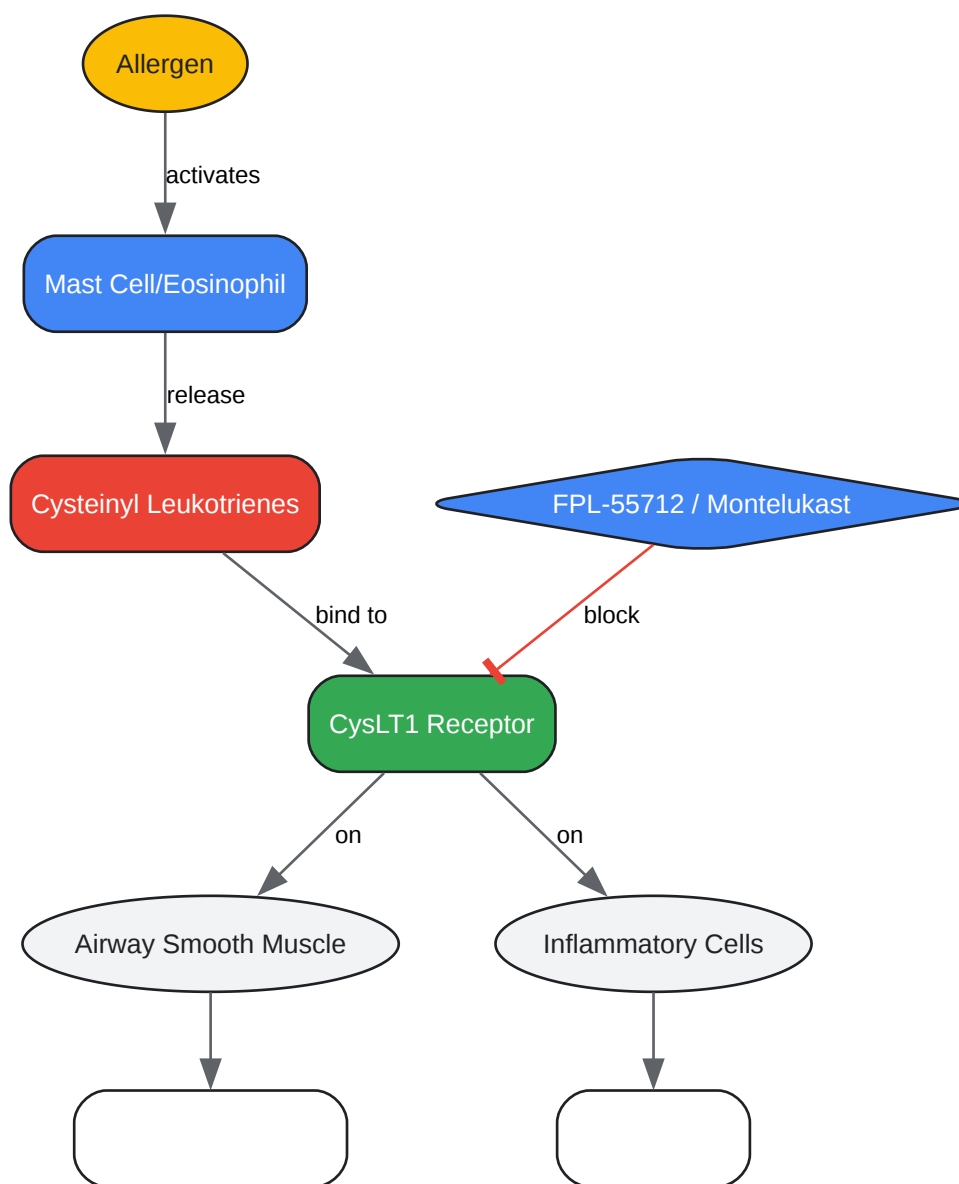 Allergen
activates
Mast Cell/Eosinophil
release
Cysteinyl Leukotrienes
FPL-55712 / Montelukast
bind to
block
CysLT1 Receptor
on
on
Airway Smooth Muscle
Inflammatory Cells